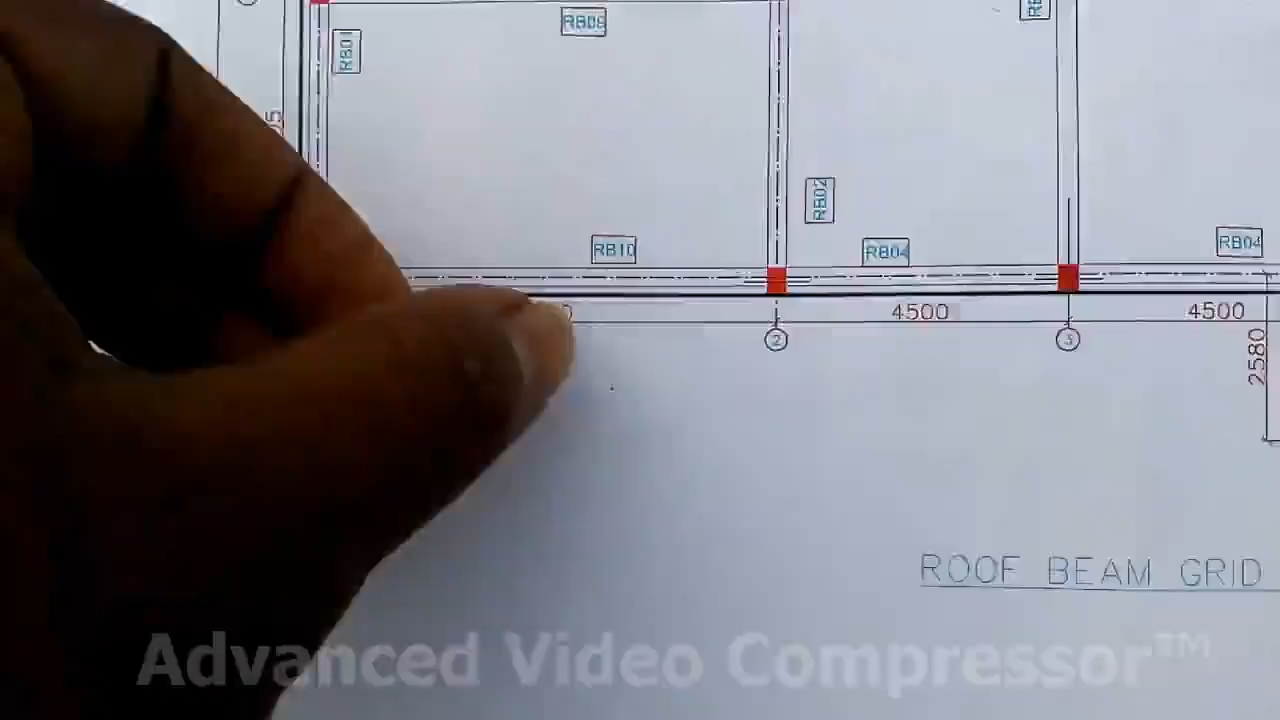 RB09
RB01
RB02
RB10
RB04
RB04
4500
4500
2
3
2580
ROOF BEAM GRID
Advanced Video Compressor™